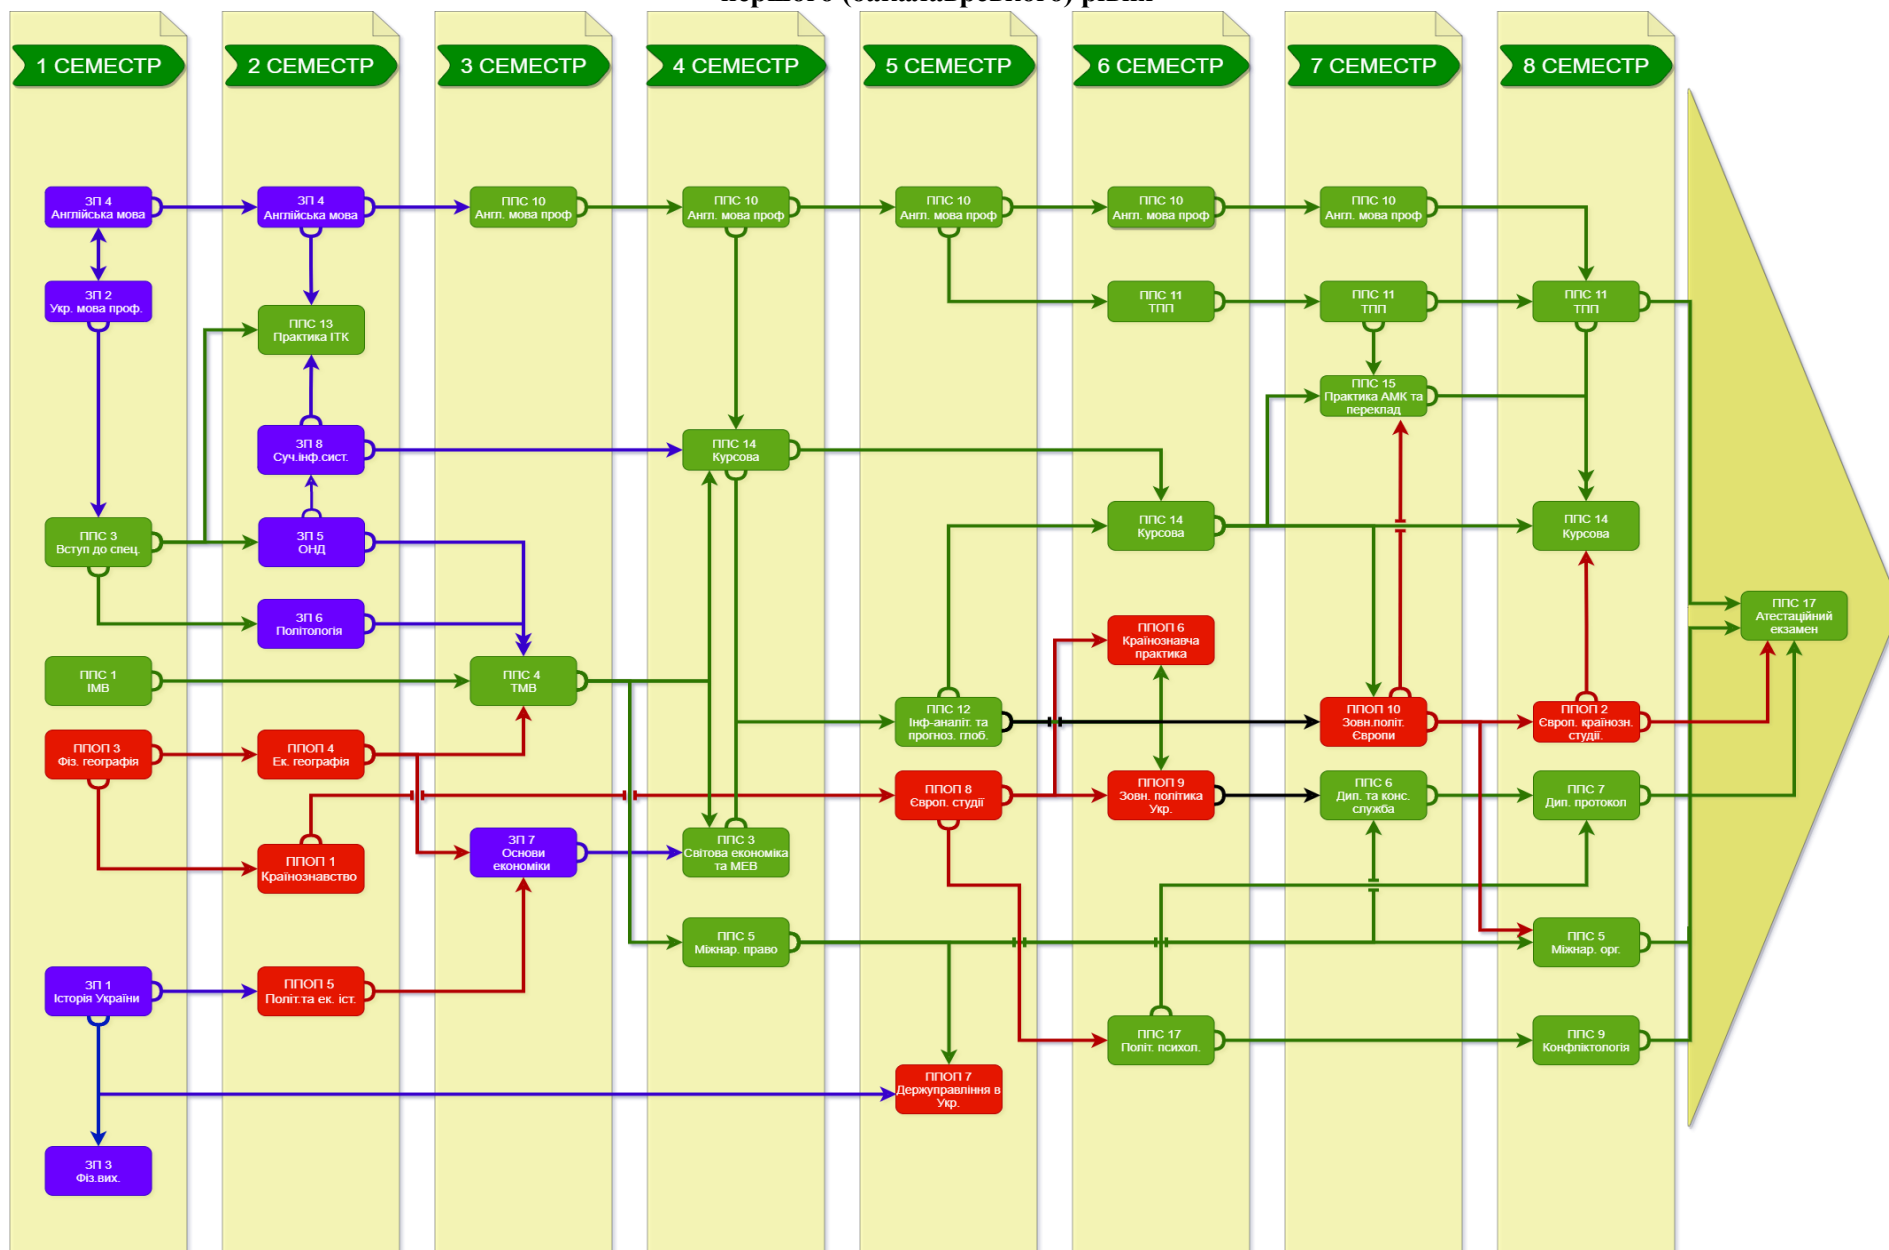 першого (бакалаврського) рівня
1 СЕМЕСТР
2 СЕМЕСТР
3 СЕМЕСТР
4 СЕМЕСТР
5 СЕМЕСТР
6 СЕМЕСТР
7 СЕМЕСТР
8 СЕМЕСТР
ЗП 4
Англійська мова
ЗП 2
Укр. мова проф.
ППС 3
Вступ до спец.
ППС 1
ІМВ
ППОП 3
Фіз. географія
ЗП 1
Історія України
ЗП 3
Фіз.вих.
ЗП 4
Англійська мова
ППС 13
Практика ІТК
ЗП 8
Суч.інф.сист.
ЗП 5
ОНД
ЗП 6
Політологія
ППОП 4
Ек. географія
ППОП 1
Країнознавство
ППОП 5
Політ.та ек. іст.
ППС 10
Англ. мова проф
ППС 4
ТМВ
ЗП 7
Основи
економіки
ППС 10
Англ. мова проф
ППС 14
Курсова
ППС 3
Світова економіка
та МЕВ
ППС 5
Міжнар. право
ППС 10
Англ. мова проф
ППС 12
Інф-аналіт. та
прогноз. глоб.
ППОП 8
Європ. студії
ППОП 7
Держуправління в
Укр.
ППС 10
Англ. мова проф
ППС 11
ТПП
ППС 14
Курсова
ППОП 6
Країнознавча
практика
ППОП 9
Зовн. політика
Укр.
ППС 17
Політ. психол.
ППС 10
Англ. мова проф
ППС 11
ТПП
ППС 15
Практика АМК та
переклад
ППОП 10
Зовн.політ.
Європи
ППС 6
Дип. та конс.
служба
ППС 11
ТПП
ППС 14
Курсова
ППОП 2
Європ. країнозн.
студії.
ППС 7
Дип. протокол
ППС 5
Міжнар. орг.
ППС 9
Конфліктологія
ППС 17
Атестаційний
екзамен